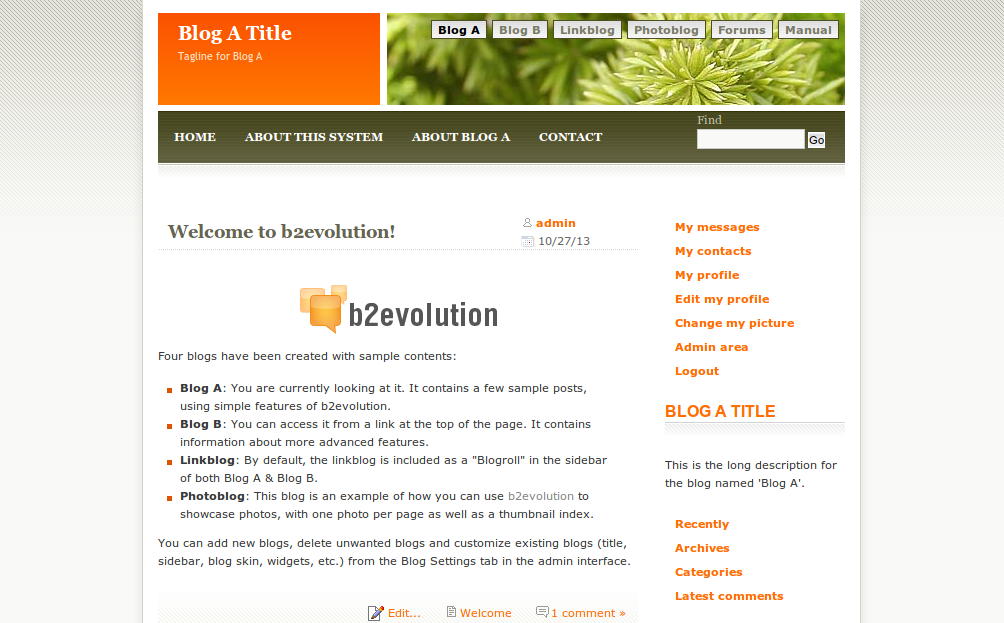 Blog A Title
Tagline for Blog A
Blog A Blog B Linkblog Photoblog Forums Manual
HOME ABOUT THIS SYSTEM ABOUT BLOG A CONTACT
Find
Go
Welcome to b2evolution!
admin
10/27/13
b2evolution
Four blogs have been created with sample contents:
Blog A: You are currently looking at it. It contains a few sample posts,
using simple features of b2evolution.
Blog B: You can access it from a link at the top of the page. It contains
information about more advanced features.
Linkblog: By default, the linkblog is included as a "Blogroll" in the sidebar
of both Blog A & Blog B.
Photoblog: This blog is an example of how you can use b2evolution to
showcase photos, with one photo per page as well as a thumbnail index.
You can add new blogs, delete unwanted blogs and customize existing blogs (title,
sidebar, blog skin, widgets, etc.) from the Blog Settings tab in the admin interface.
Edit... Welcome 1 comment »
My messages
My contacts
My profile
Edit my profile
Change my picture
Admin area
Logout
BLOG A TITLE
This is the long description for
the blog named 'Blog A'.
Recently
Archives
Categories
Latest comments